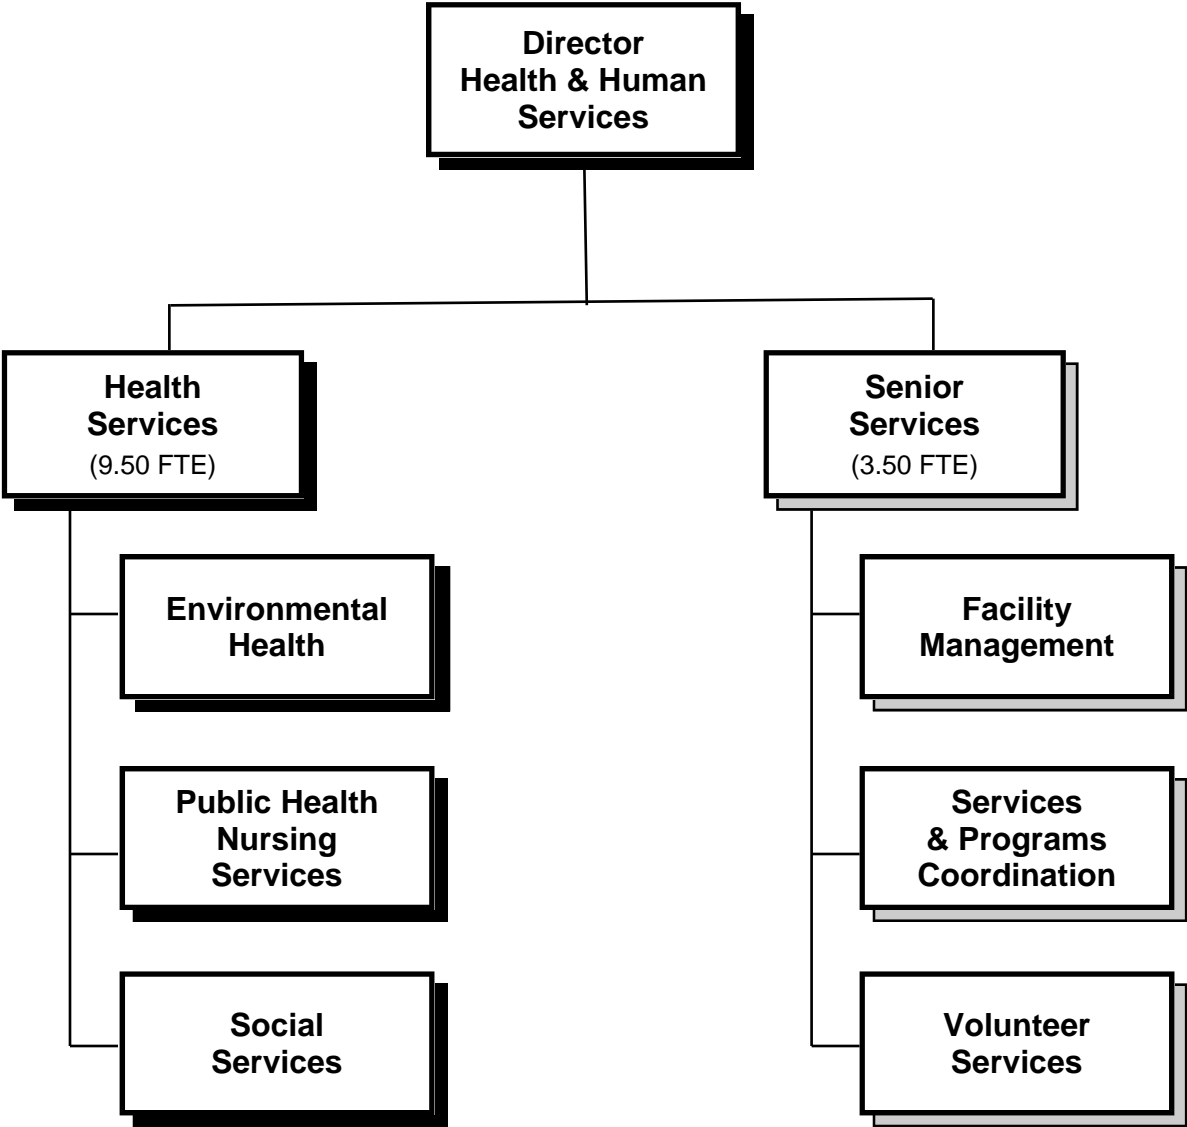 Director
Health & Human
Services
Health
Services
(9.50 FTE)
Senior
Services
(3.50 FTE)
Environmental
Health
Facility
Management
Public Health
Nursing
Services
Services
& Programs
Coordination
Social
Services
Volunteer
Services